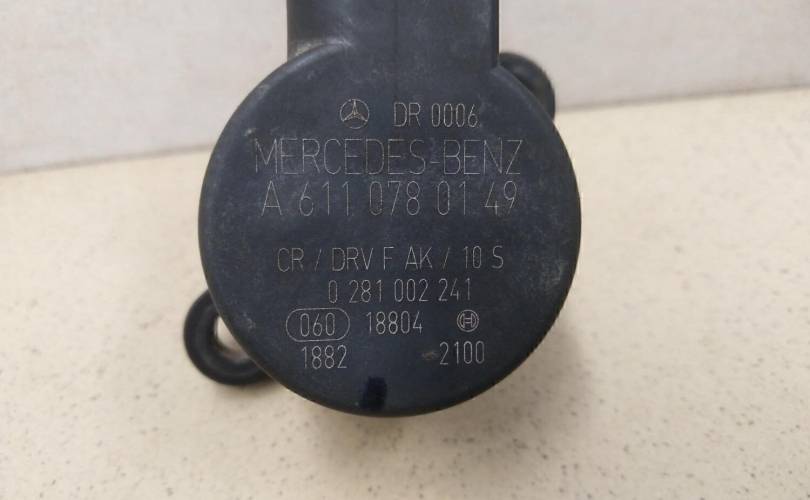 DR 0006
MERCEDES-BENZ
A 611 078 01 49
CR / DRV F AK / 10 S
0 281 002 241
060 18804
1882 2100